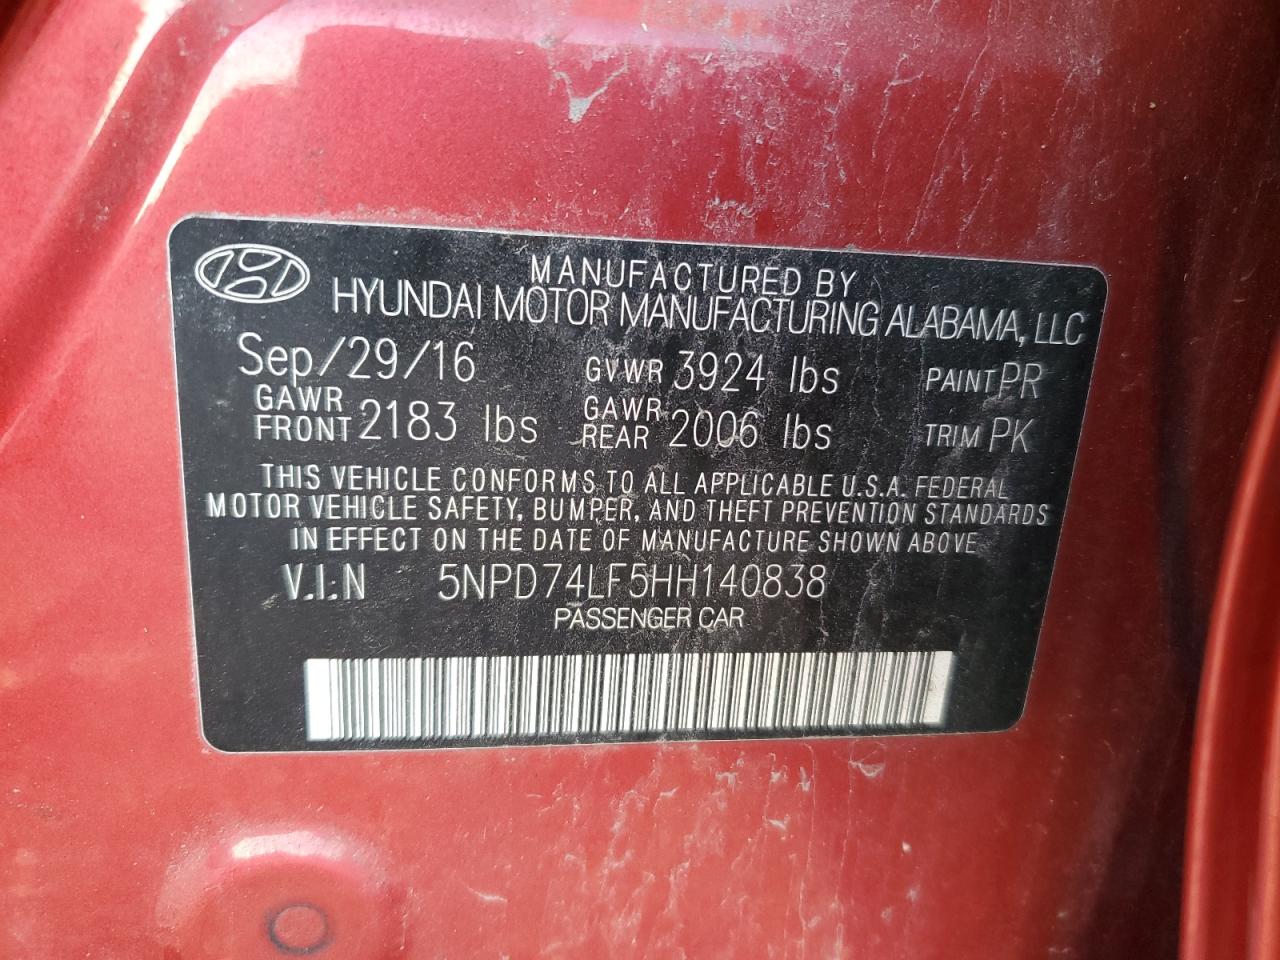 MANUFACTURED BY
HYUNDAI MOTOR MANUFACTURING ALABAMA, LLC
Sep/29/16 GVWR 3924 lbs PAINT PR
GAWR FRONT 2183 lbs GAWR REAR 2006 lbs TRIM PK
THIS VEHICLE CONFORMS TO ALL APPLICABLE U.S.A. FEDERAL
MOTOR VEHICLE SAFETY, BUMPER, AND THEFT PREVENTION STANDARDS
IN EFFECT ON THE DATE OF MANUFACTURE SHOWN ABOVE
V.I.N 5NPD74LF5HH140838
PASSENGER CAR